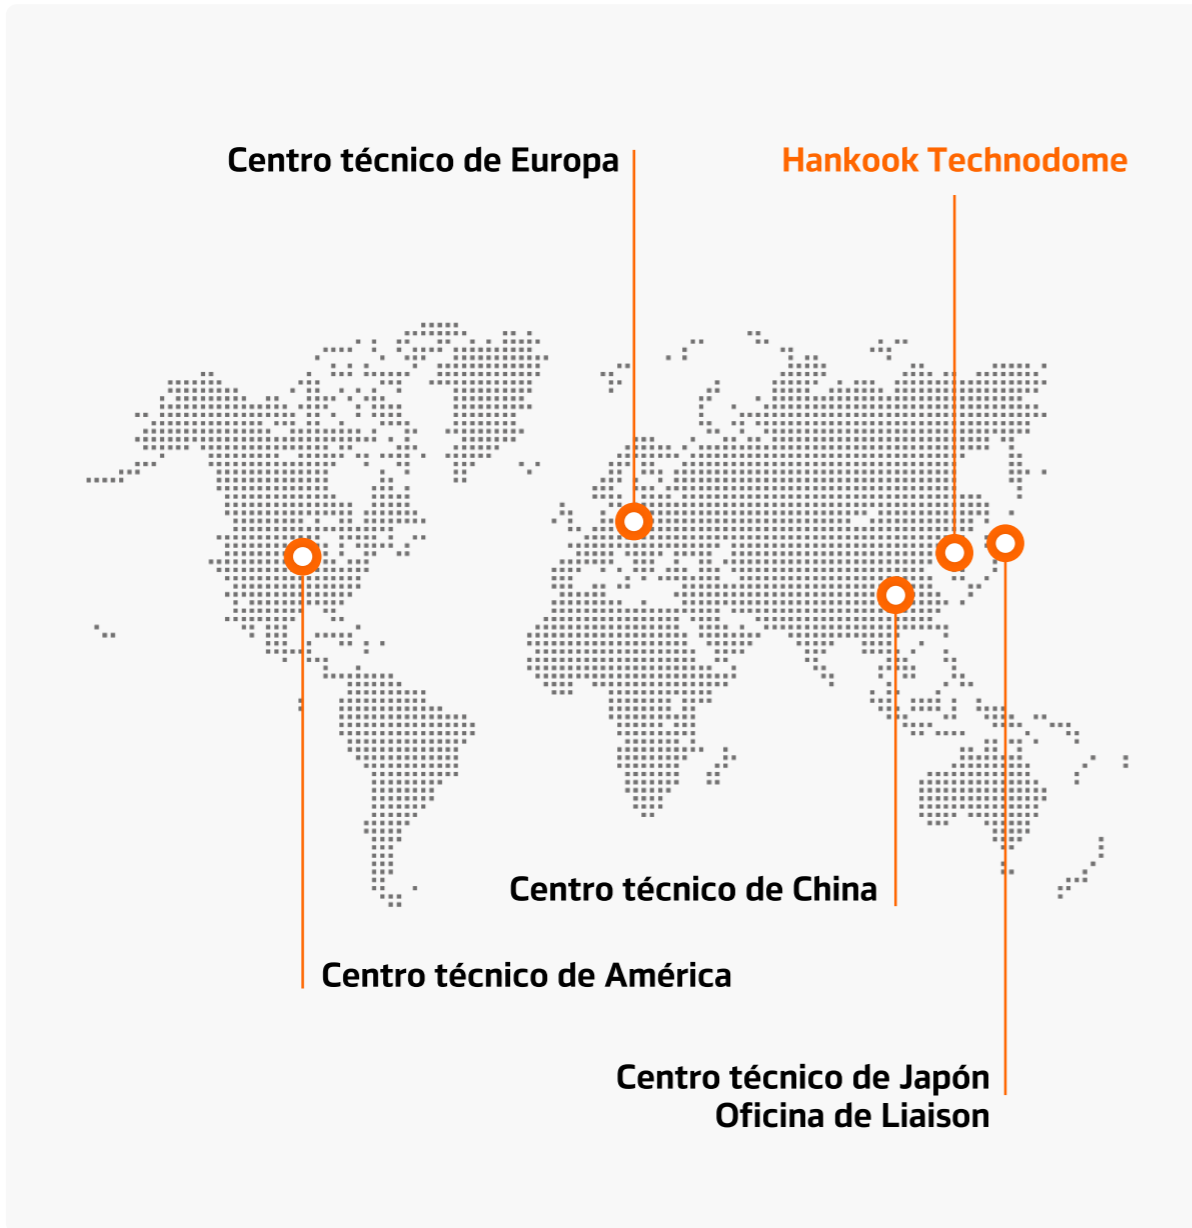 Centro técnico de Europa
Hankook Technodome
Centro técnico de China
Centro técnico de América
Centro técnico de Japón
Oficina de Liaison